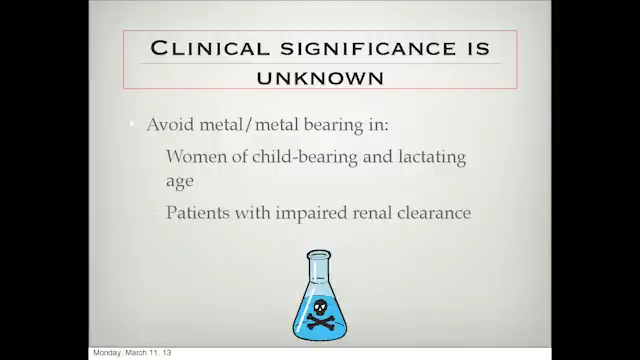 CLINICAL SIGNIFICANCE IS
UNKNOWN
• Avoid metal/metal bearing in:
– Women of child-bearing and lactating
age
– Patients with impaired renal clearance
Monday, March 11, 13